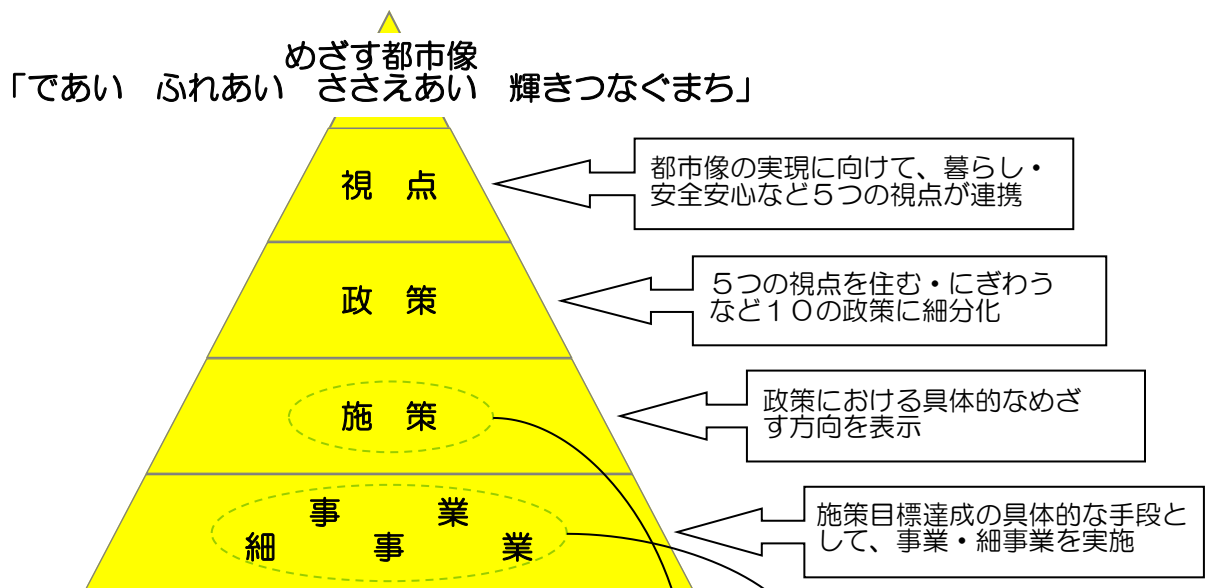 めざす都市像
「であい　ふれあい　ささえあい　輝きつなぐまち」
視　点
都市像の実現に向けて、暮らし・
安全安心など５つの視点が連携
政　策
５つの視点を住む・にぎわう
など１０の政策に細分化
施　策
政策における具体的なめざ
す方向を表示
事　　　業
細　　　事　　　業
施策目標達成の具体的な手段と
して、事業・細事業を実施